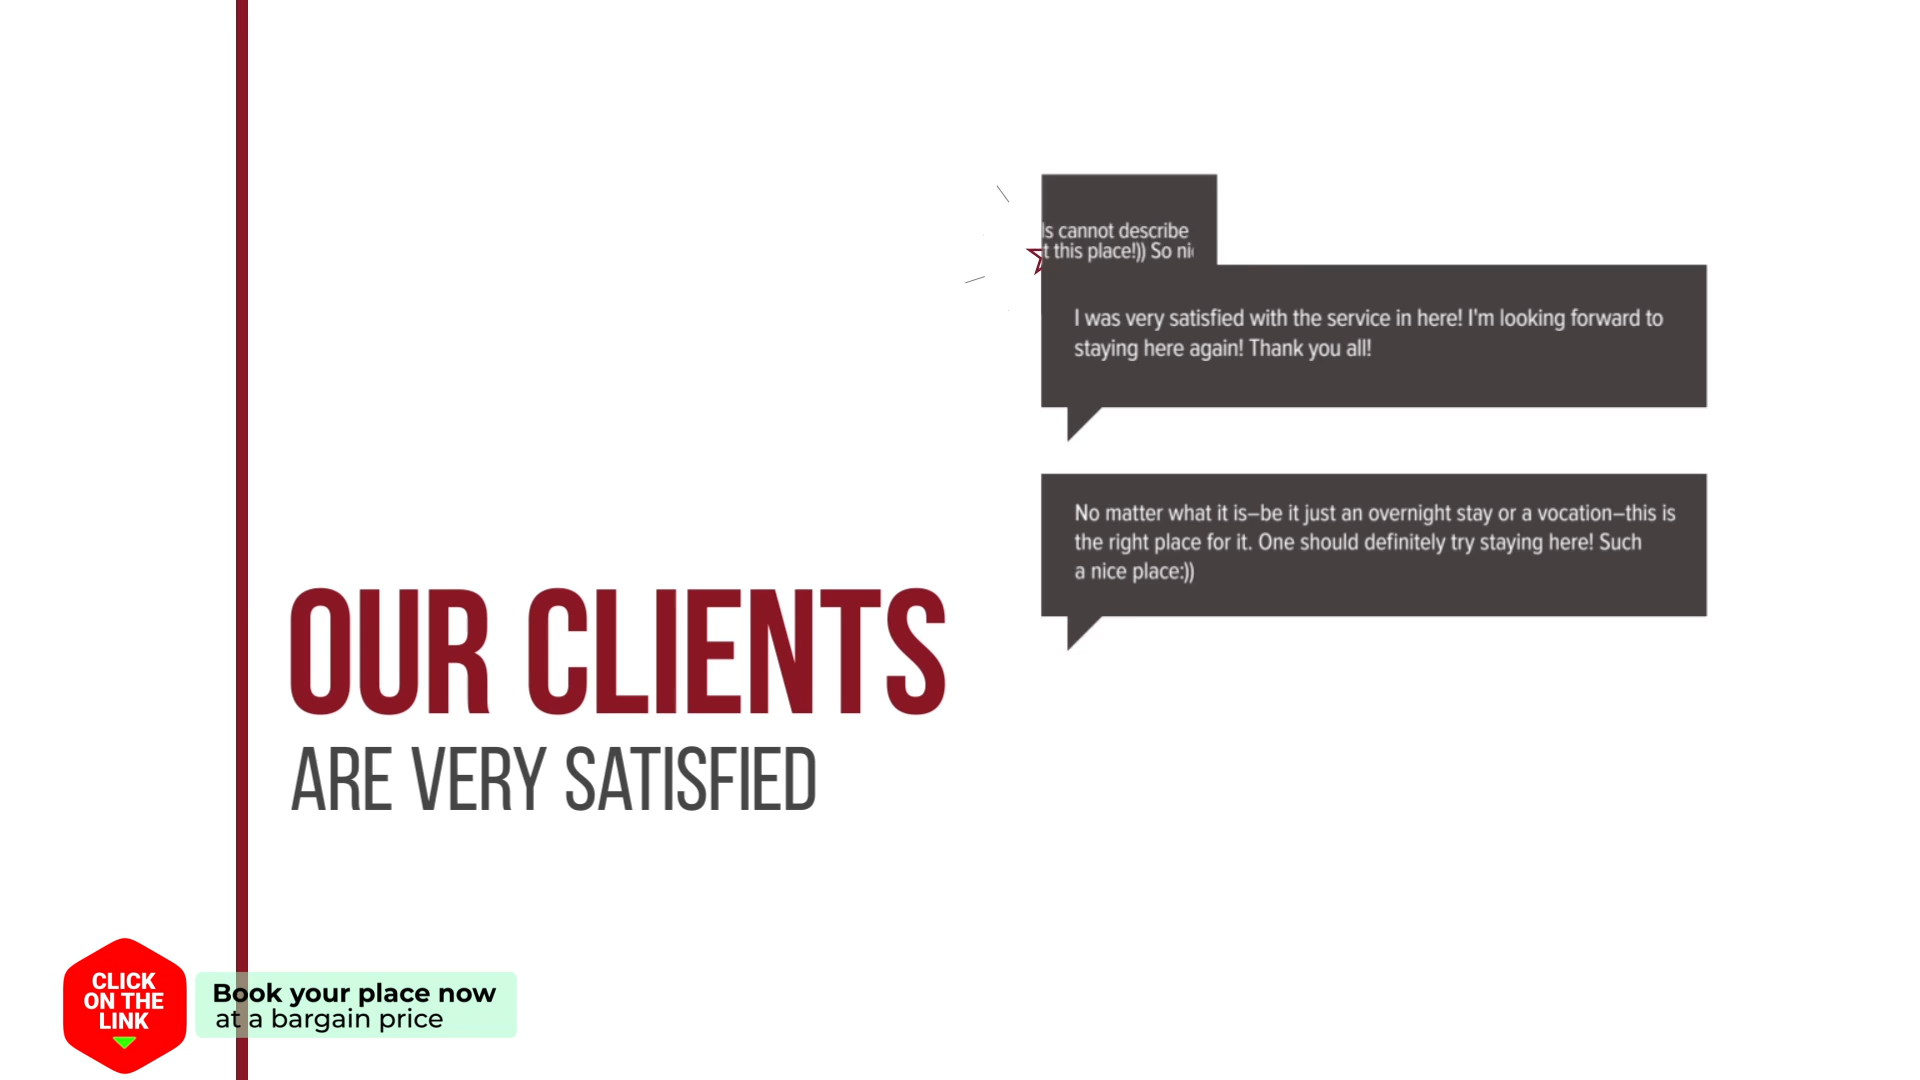 cannot describe
this place!)) So
I was very satisfied with the service in here! I'm looking forward to
staying here again! Thank you all!
No matter what it is–be it just an overnight stay or a vocation–this is
the right place for it. One should definitely try staying here! Such
a nice place:))
OUR CLIENTS
ARE VERY SATISFIED
CLICK
ON THE
LINK
Book your place now
at a bargain price